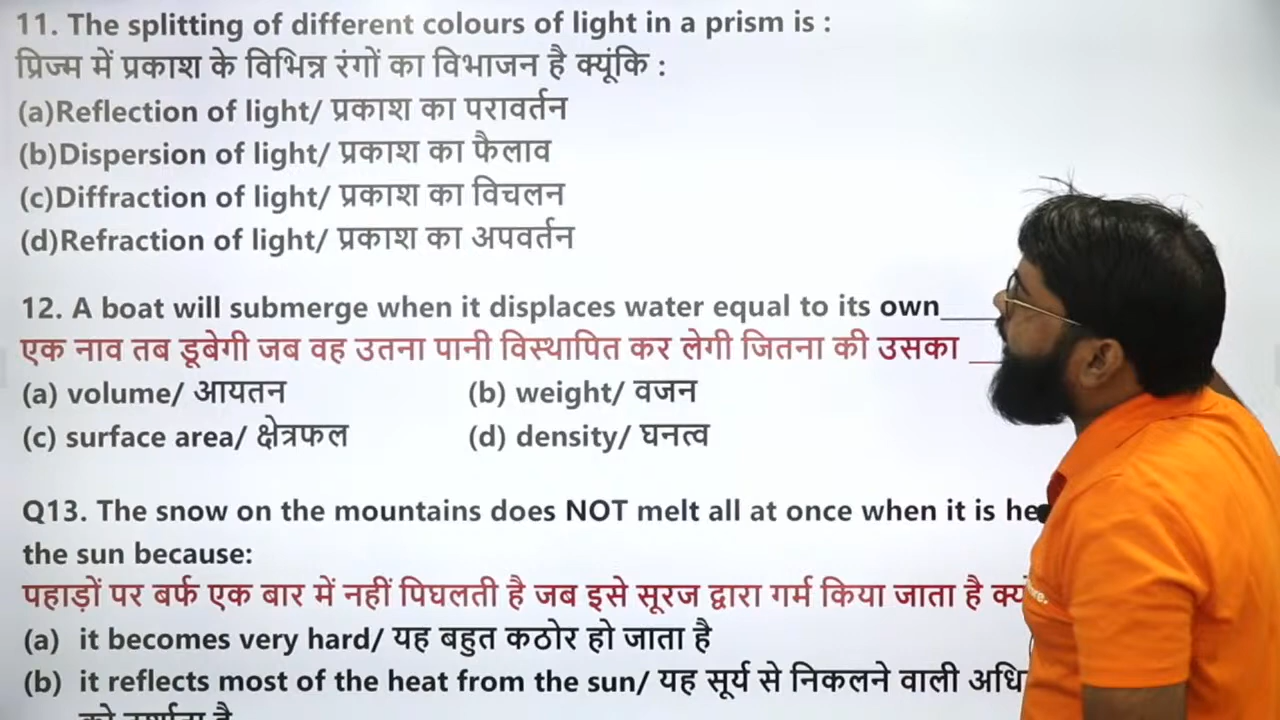 11. The splitting of different colours of light in a prism is :
प्रिज्म में प्रकाश के विभिन्न रंगों का विभाजन है क्यूंकि :
(a)Reflection of light/ प्रकाश का परावर्तन
(b)Dispersion of light/ प्रकाश का फैलाव
(c)Diffraction of light/ प्रकाश का विचलन
(d)Refraction of light/ प्रकाश का अपवर्तन
12. A boat will submerge when it displaces water equal to its own____
एक नाव तब डूबेगी जब वह उतना पानी विस्थापित कर लेगी जितना की उसका __
(a) volume/ आयतन (b) weight/ वजन
(c) surface area/ क्षेत्रफल (d) density/ घनत्व
Q13. The snow on the mountains does NOT melt all at once when it is
the sun because:
पहाड़ों पर बर्फ एक बार में नहीं पिघलती है जब इसे सूरज द्वारा गर्म किया जाता है
(a) it becomes very hard/ यह बहुत कठोर हो जाता है
(b) it reflects most of the heat from the sun/ यह सूर्य से निकलने वाली